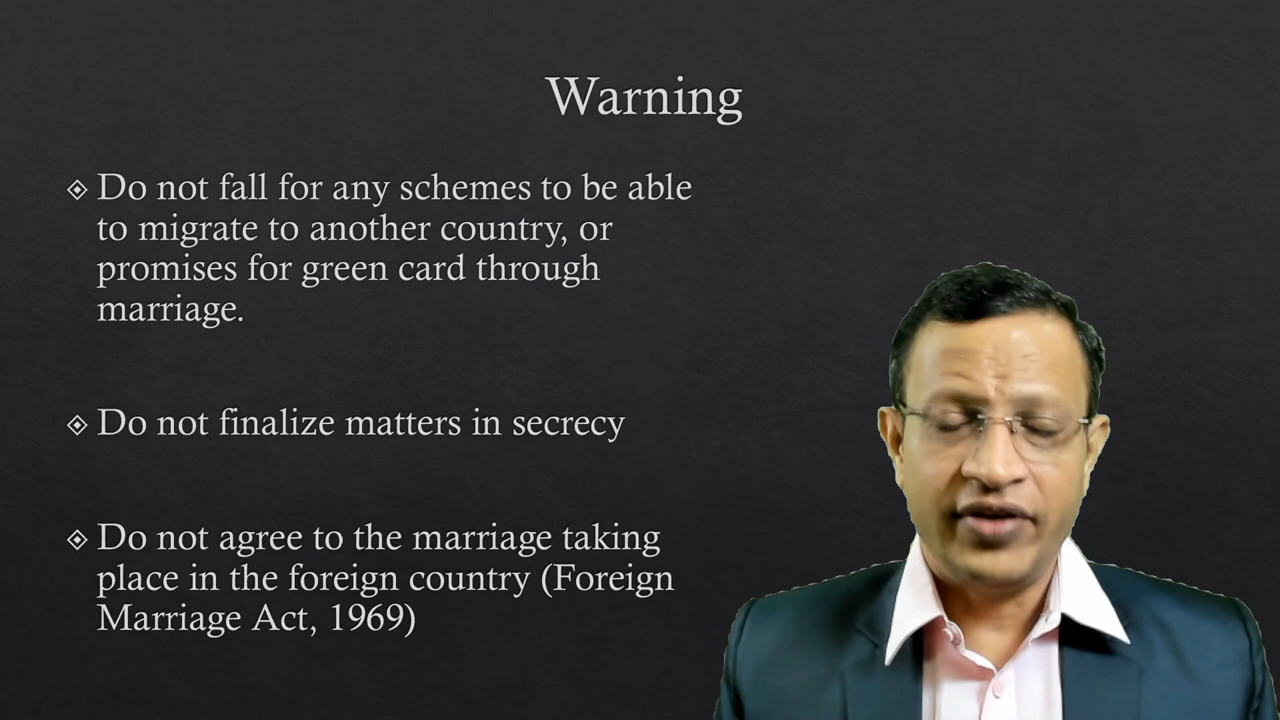 Warning
Do not fall for any schemes to be able
to migrate to another country, or
promises for green card through
marriage.
Do not finalize matters in secrecy
Do not agree to the marriage taking
place in the foreign country (Foreign
Marriage Act, 1969)